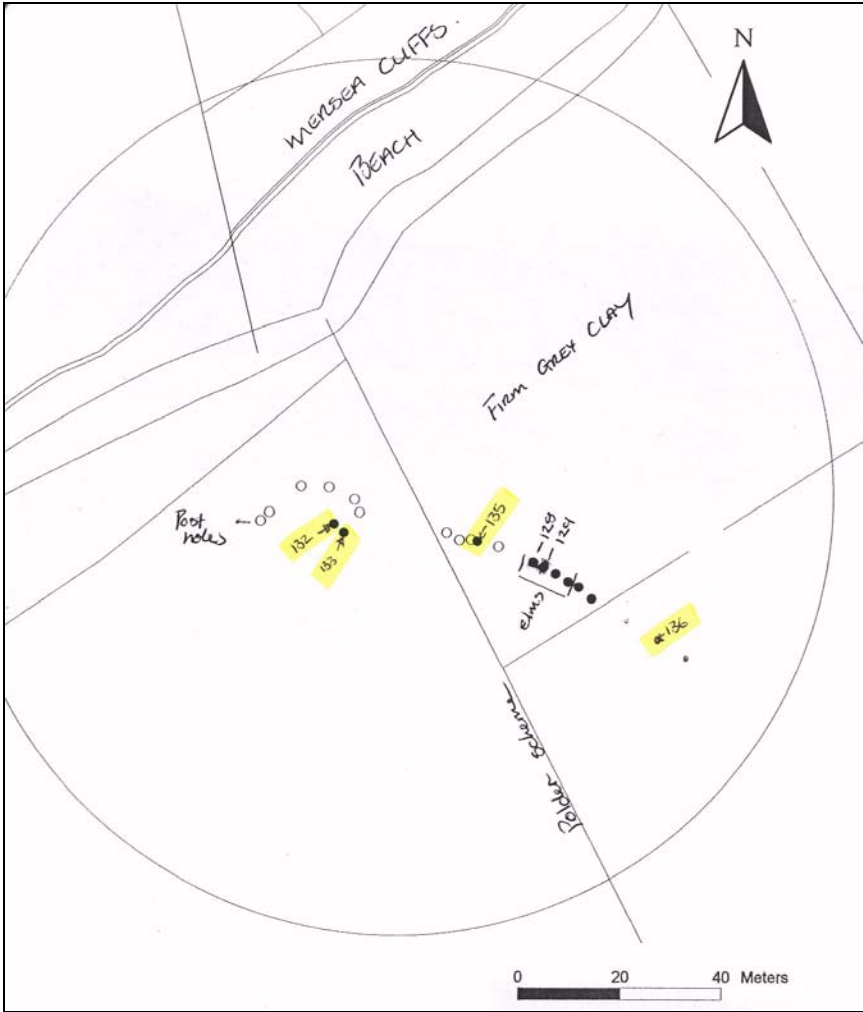 MERSEA CLIFFS.
N
BEACH
FIRM GREY CLAY
Post holes
132
133
135
128
129
elms
136
Polder Scheme
0 20 40 Meters